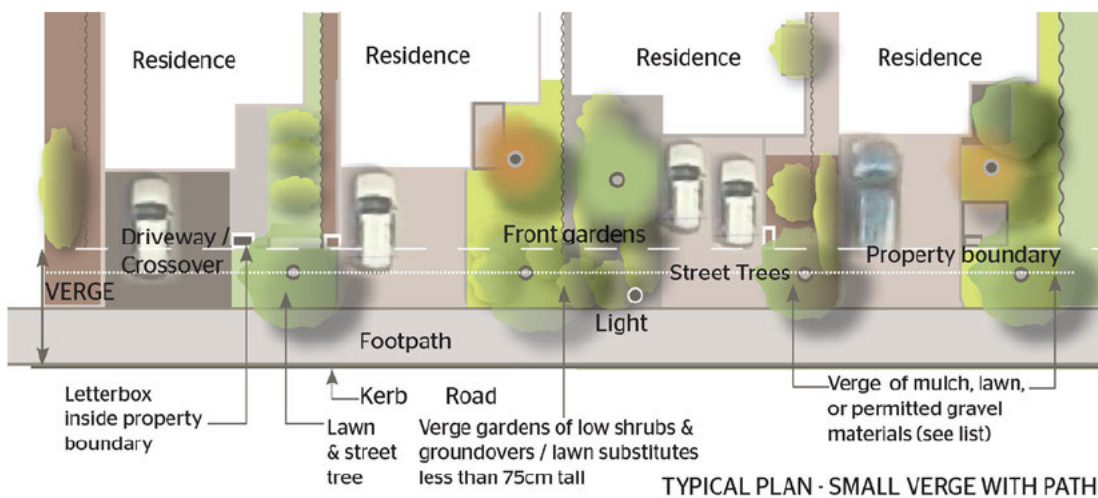 Residence
Residence
Residence
Residence
Driveway /
Crossover
Front gardens
Property boundary
Street Trees
VERGE
Light
Footpath
Letterbox
inside property
boundary
Kerb
Road
Lawn
& street
tree
Verge gardens of low shrubs &
groundovers / lawn substitutes
less than 75cm tall
Verge of mulch, lawn,
or permitted gravel
materials (see list)
TYPICAL PLAN - SMALL VERGE WITH PATH